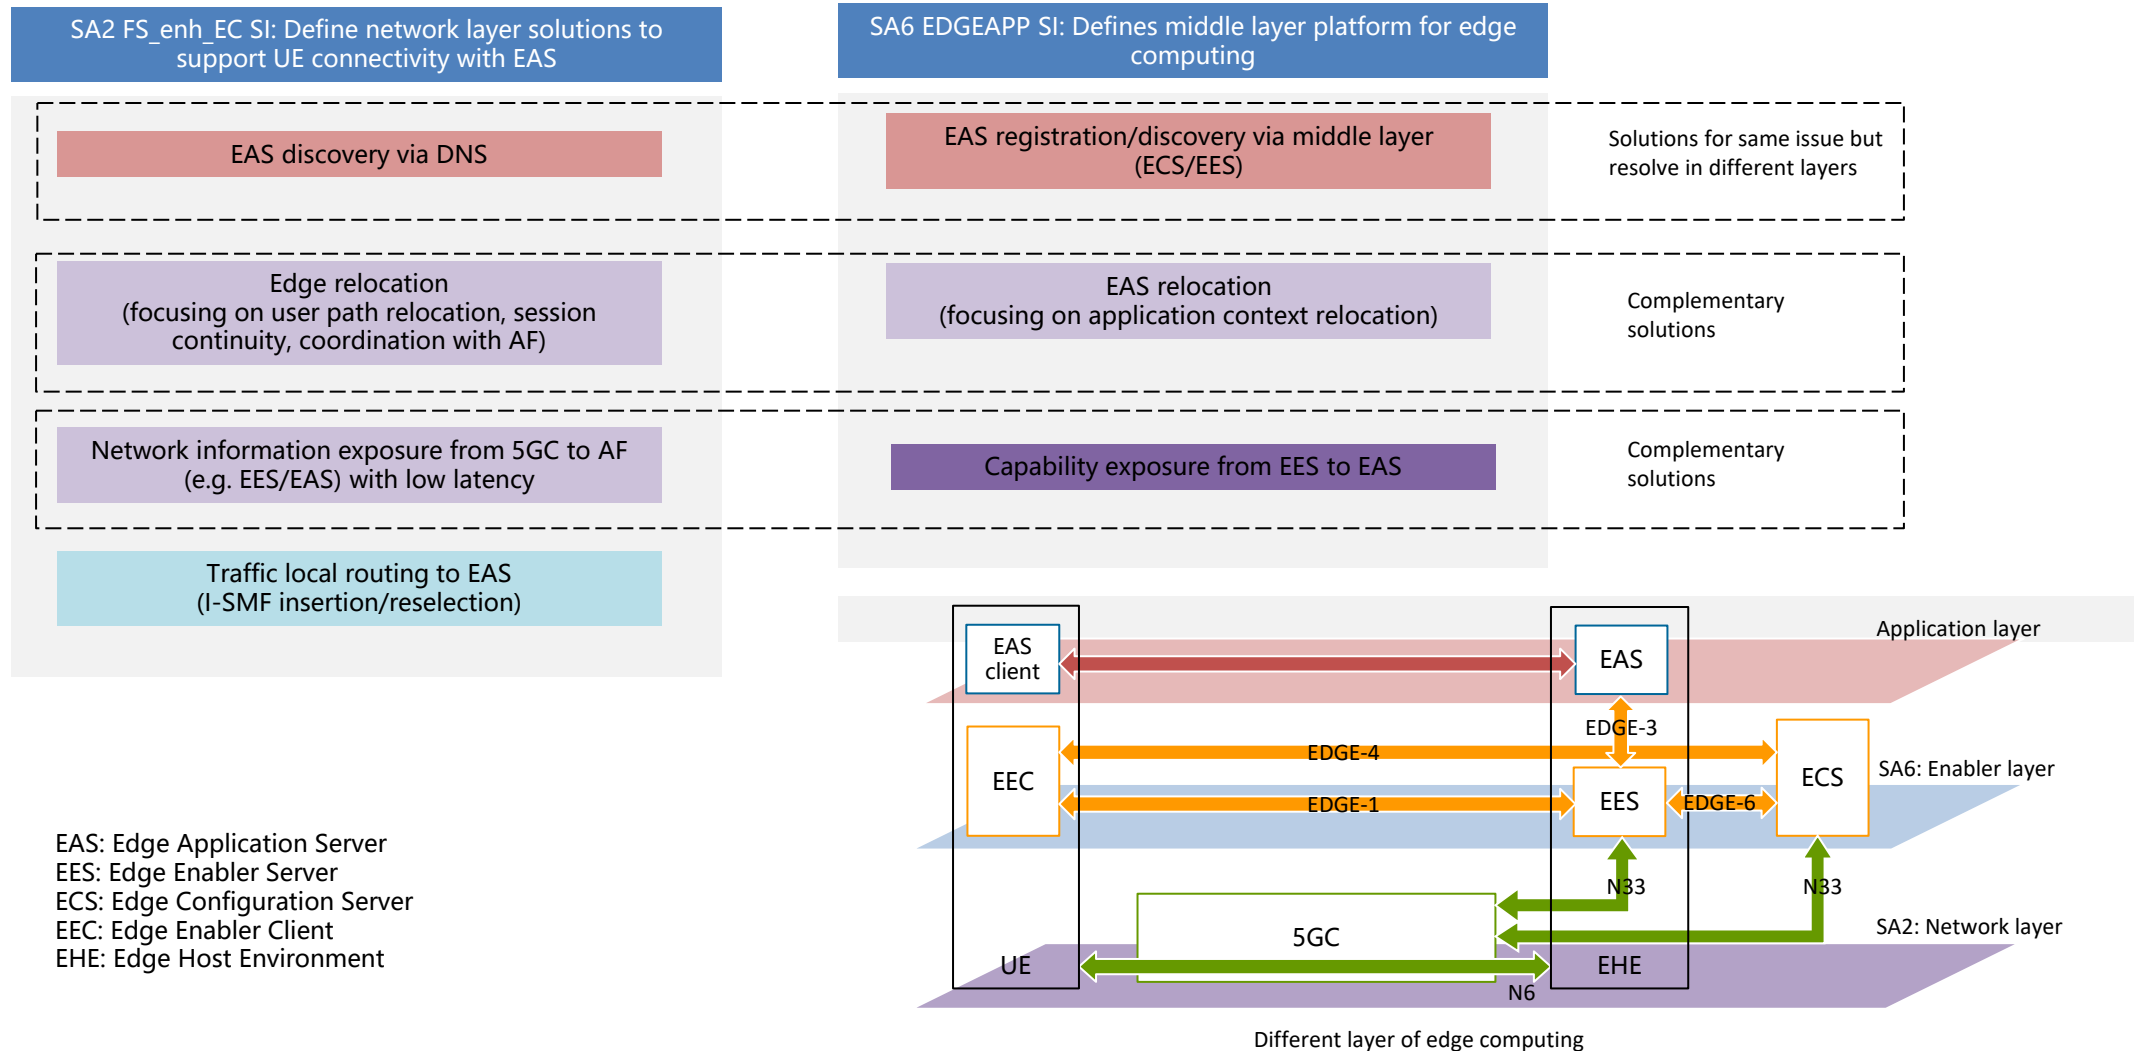 SA2 FS_enh_EC SI: Define network layer solutions to
support UE connectivity with EAS
SA6 EDGEAPP SI: Defines middle layer platform for edge
computing
EAS discovery via DNS
EAS registration/discovery via middle layer
(ECS/EES)
Solutions for same issue but
resolve in different layers
Edge relocation
(focusing on user path relocation, session
continuity, coordination with AF)
EAS relocation
(focusing on application context relocation)
Complementary
solutions
Network information exposure from 5GC to AF
(e.g. EES/EAS) with low latency
Capability exposure from EES to EAS
Complementary
solutions
Traffic local routing to EAS
(I-SMF insertion/reselection)
Application layer
EAS
client
EAS
EDGE-3
EDGE-4
EEC
ECS
SA6: Enabler layer
EDGE-1
EES
EDGE-6
N33
N33
5GC
SA2: Network layer
UE
EHE
N6
Different layer of edge computing
EAS: Edge Application Server
EES: Edge Enabler Server
ECS: Edge Configuration Server
EEC: Edge Enabler Client
EHE: Edge Host Environment